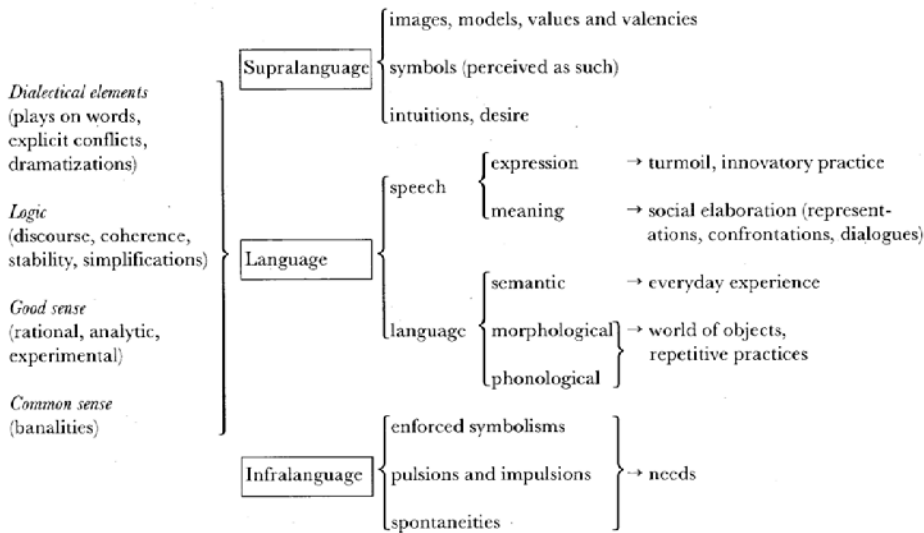 Dialectical elements
(plays on words,
explicit conflicts,
dramatizations)
Logic
(discourse, coherence,
stability, simplifications)
Good sense
(rational, analytic,
experimental)
Common sense
(banalities)
Supralanguage
images, models, values and valencies
symbols (perceived as such)
intuitions, desire
Language
speech
expression → turmoil, innovatory practice
meaning → social elaboration (represent-
ations, confrontations, dialogues)
language
semantic → everyday experience
morphological → world of objects,
repetitive practices
phonological
Infralanguage
enforced symbolisms
pulsions and impulsions → needs
spontaneities